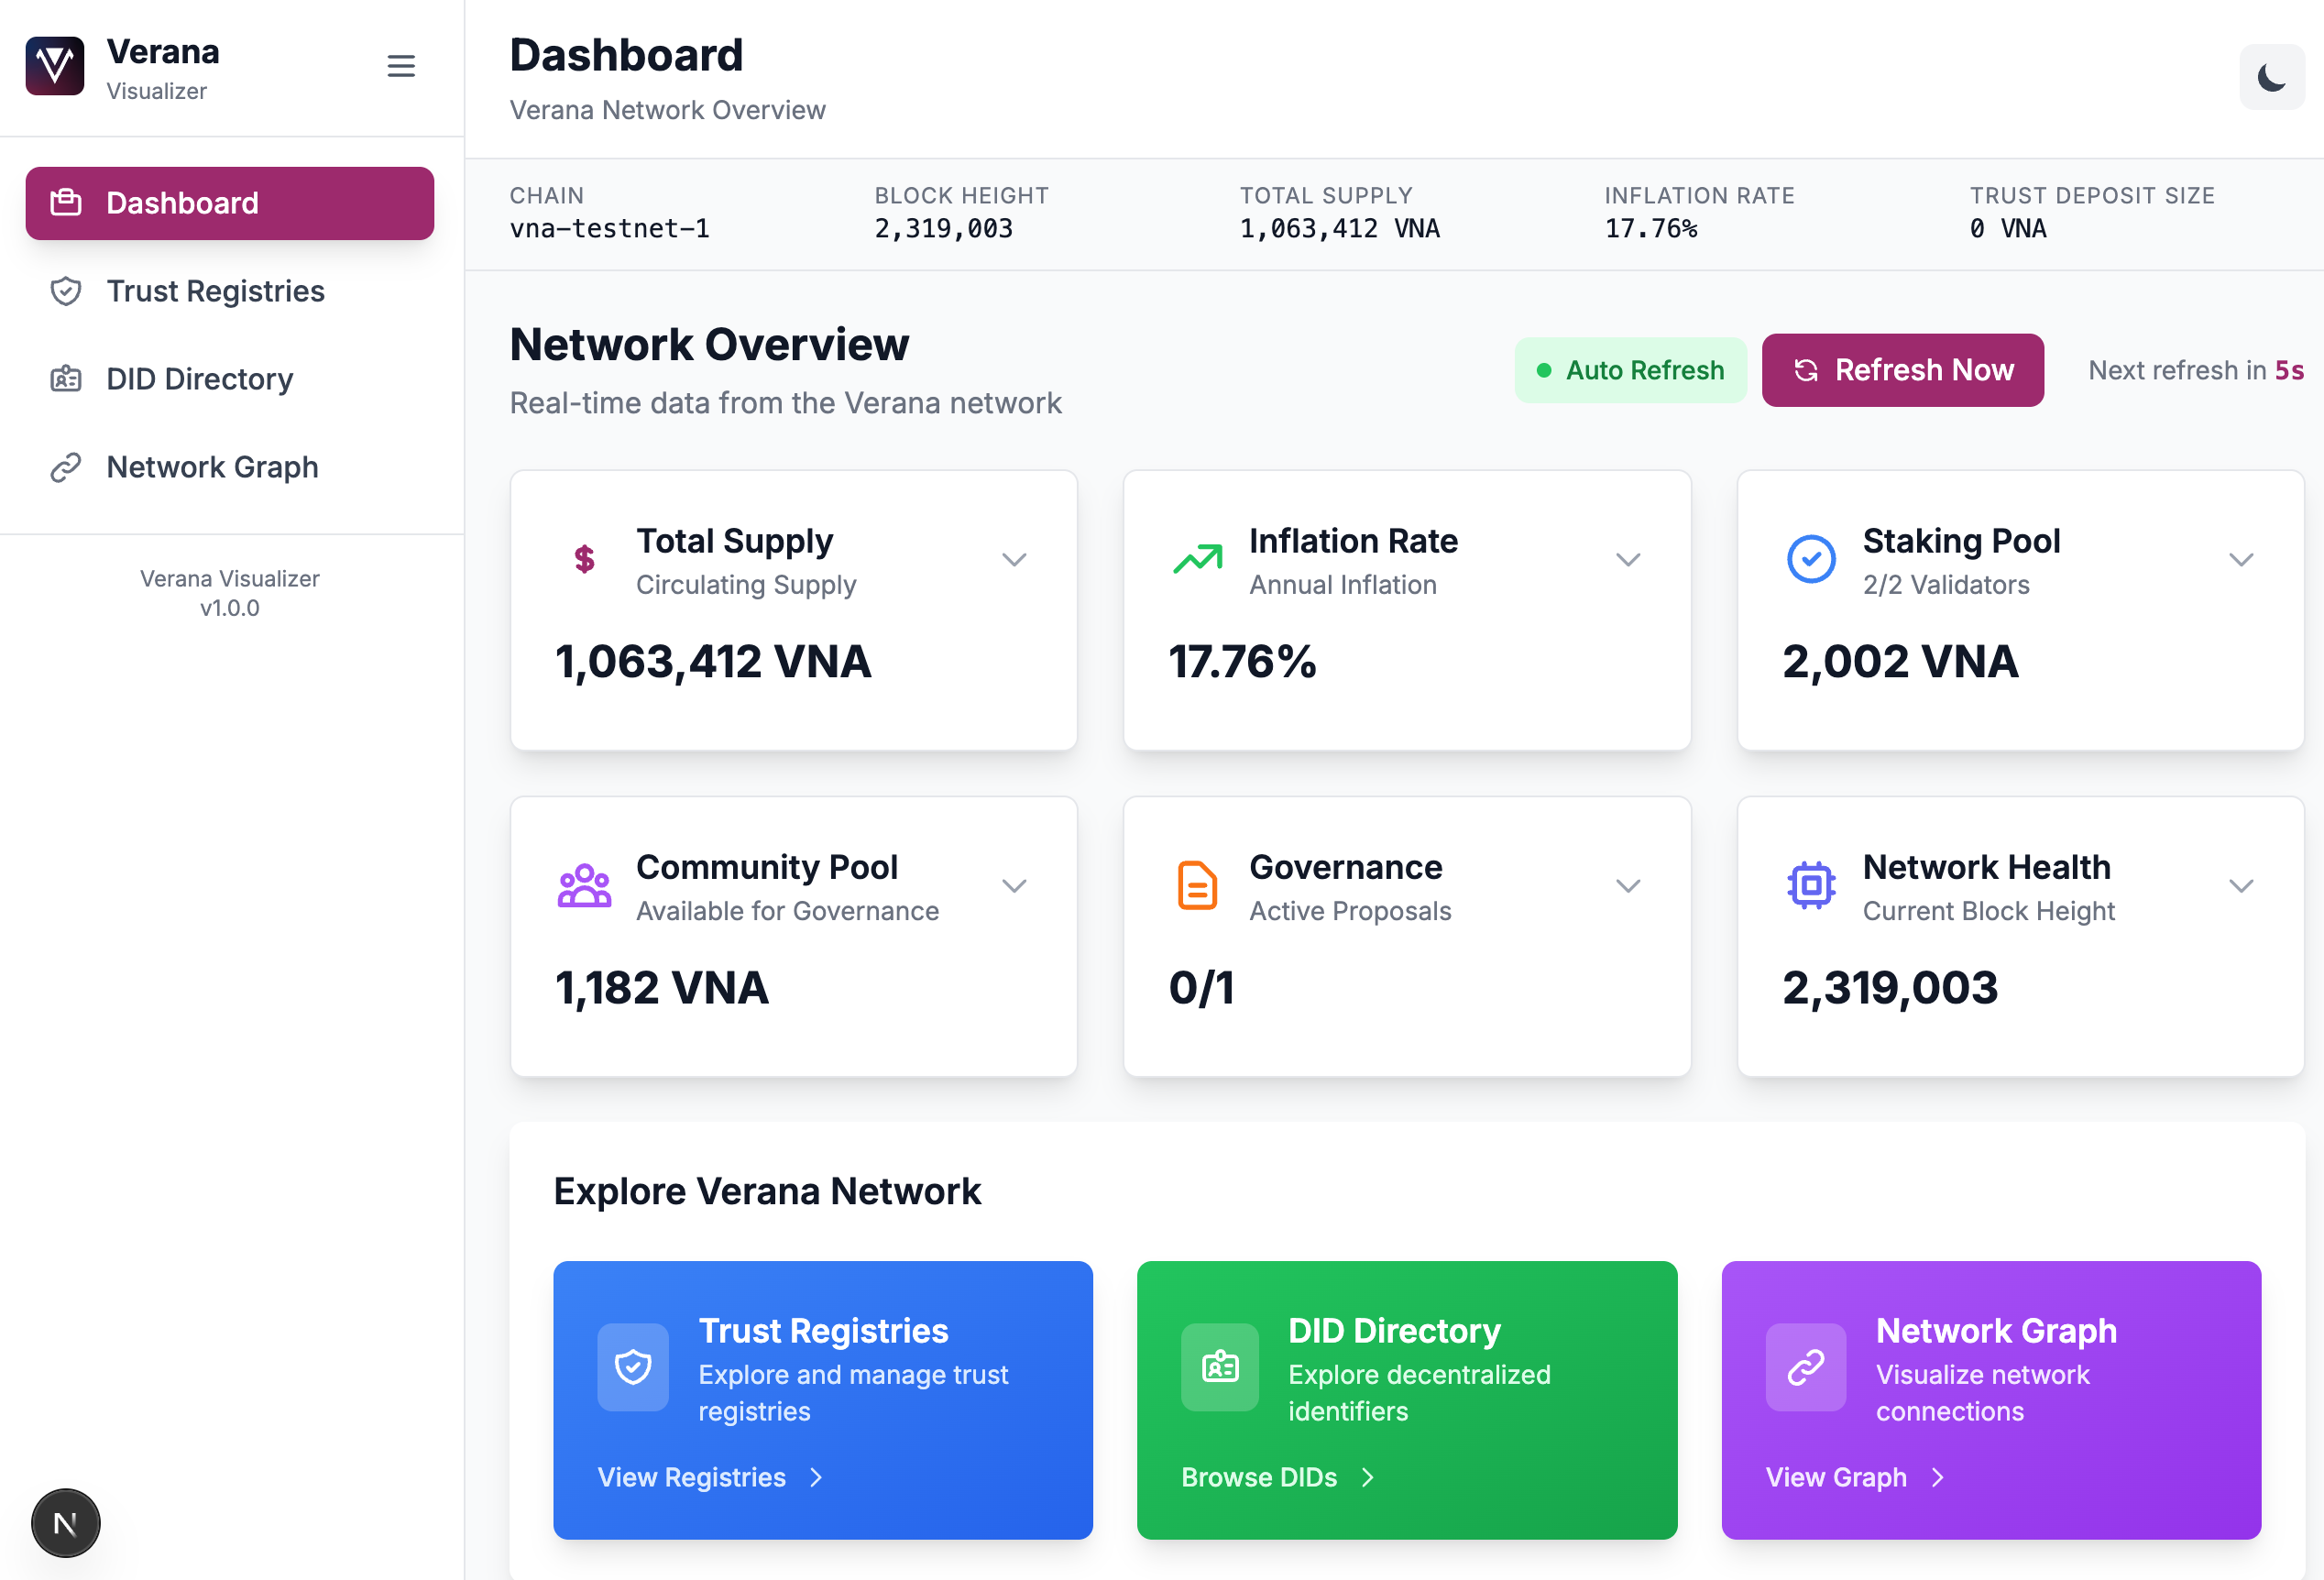 Verana
Visualizer
Dashboard
Trust Registries
DID Directory
Network Graph
Verana Visualizer
v1.0.0
N
Dashboard
Verana Network Overview
CHAIN
vna-testnet-1
BLOCK HEIGHT
2,319,003
TOTAL SUPPLY
1,063,412 VNA
INFLATION RATE
17.76%
TRUST DEPOSIT SIZE
0 VNA
Network Overview
Real-time data from the Verana network
Auto Refresh
Refresh Now
Next refresh in 5s
$
Total Supply
Circulating Supply
1,063,412 VNA
Inflation Rate
Annual Inflation
17.76%
Staking Pool
2/2 Validators
2,002 VNA
Community Pool
Available for Governance
1,182 VNA
Governance
Active Proposals
0/1
Network Health
Current Block Height
2,319,003
Explore Verana Network
Trust Registries
Explore and manage trust
registries
View Registries
DID Directory
Explore decentralized
identifiers
Browse DIDs
Network Graph
Visualize network
connections
View Graph